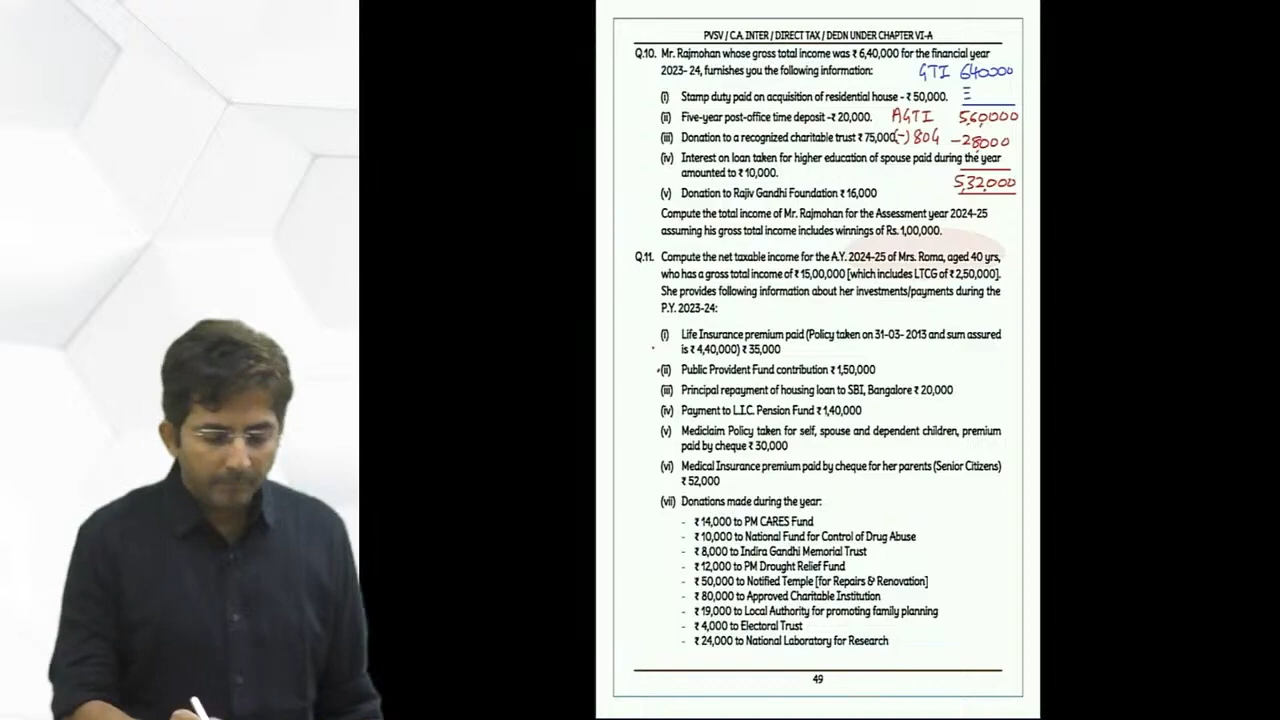 PVSV / C.A. INTER / DIRECT TAX / DEDN UNDER CHAPTER VI-A
Q.10. Mr. Rajmohan whose gross total income was ₹ 6,40,000 for the financial year
2023- 24, furnishes you the following information: GTI 640000
(i) Stamp duty paid on acquisition of residential house - ₹ 50,000.
(ii) Five-year post-office time deposit -₹ 20,000. AGTI 5,60,000
(iii) Donation to a recognized charitable trust ₹ 75,000 (-) 80G -28000
(iv) Interest on loan taken for higher education of spouse paid during the year
amounted to ₹ 10,000.
5,32,000
(v) Donation to Rajiv Gandhi Foundation ₹ 16,000
Compute the total income of Mr. Rajmohan for the Assessment year 2024-25
assuming his gross total income includes winnings of Rs. 1,00,000.
Q.11. Compute the net taxable income for the A.Y. 2024-25 of Mrs. Roma, aged 40 yrs,
who has a gross total income of ₹ 15,00,000 [which includes LTCG of ₹ 2,50,000].
She provides following information about her investments/payments during the
P.Y. 2023-24:
(i) Life Insurance premium paid (Policy taken on 31-03- 2013 and sum assured
is ₹ 4,40,000) ₹ 35,000
(ii) Public Provident Fund contribution ₹ 1,50,000
(iii) Principal repayment of housing loan to SBI, Bangalore ₹ 20,000
(iv) Payment to L.I.C. Pension Fund ₹ 1,40,000
(v) Mediclaim Policy taken for self, spouse and dependent children, premium
paid by cheque ₹ 30,000
(vi) Medical Insurance premium paid by cheque for her parents (Senior Citizens)
₹ 52,000
(vii) Donations made during the year:
- ₹ 14,000 to PM CARES Fund
- ₹ 10,000 to National Fund for Control of Drug Abuse
- ₹ 8,000 to Indira Gandhi Memorial Trust
- ₹ 12,000 to PM Drought Relief Fund
- ₹ 50,000 to Notified Temple [for Repairs & Renovation]
- ₹ 80,000 to Approved Charitable Institution
- ₹ 19,000 to Local Authority for promoting family planning
- ₹ 4,000 to Electoral Trust
- ₹ 24,000 to National Laboratory for Research
49